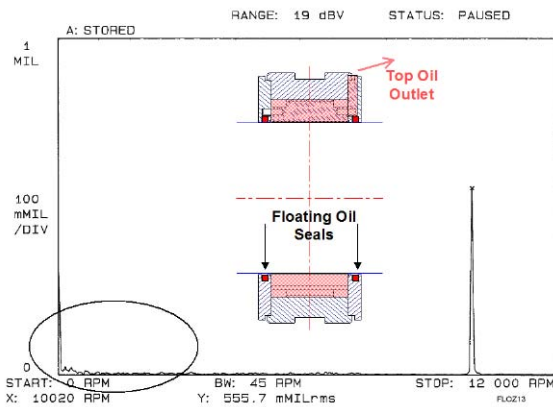 RANGE: 19 dBV STATUS: PAUSED
A: STORED
1
MIL
Top Oil
Outlet
100
mMIL
/DIV
Floating Oil
Seals
0
START: 0 RPM BW: 45 RPM STOP: 12 000 RPM
X: 10020 RPM Y: 555.7 mMILrms FLOZ13